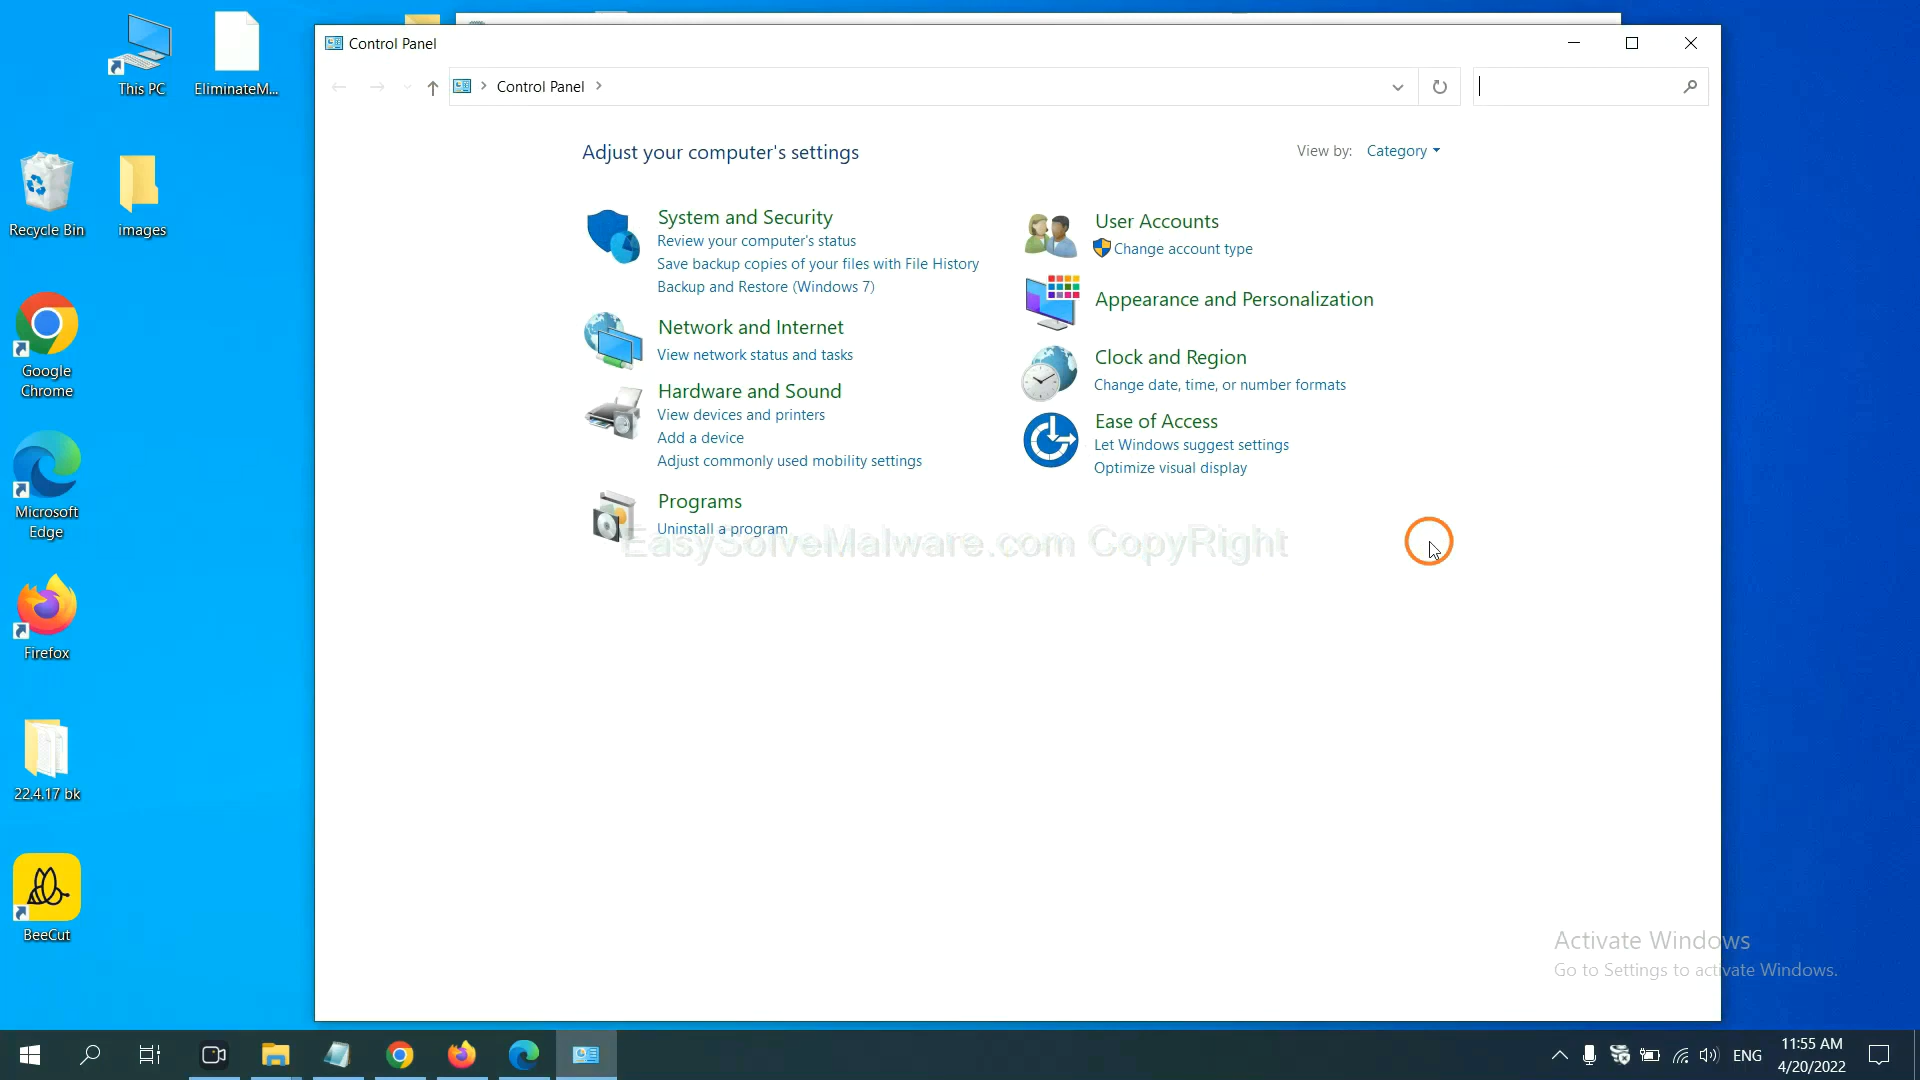 This PC
EliminateM...
Recycle Bin
images
Google
Chrome
Microsoft
Edge
Firefox
22.4.17 bk
BeeCut
Control Panel
Control Panel
Adjust your computer's settings
View by: Category
System and Security
Review your computer's status
Save backup copies of your files with File History
Backup and Restore (Windows 7)
Network and Internet
View network status and tasks
Hardware and Sound
View devices and printers
Add a device
Adjust commonly used mobility settings
Programs
Uninstall a program
User Accounts
Change account type
Appearance and Personalization
Clock and Region
Change date, time, or number formats
Ease of Access
Let Windows suggest settings
Optimize visual display
EasySolveMalware.com CopyRight
Activate Windows
Go to Settings to activate Windows.
ENG
11:55 AM
4/20/2022